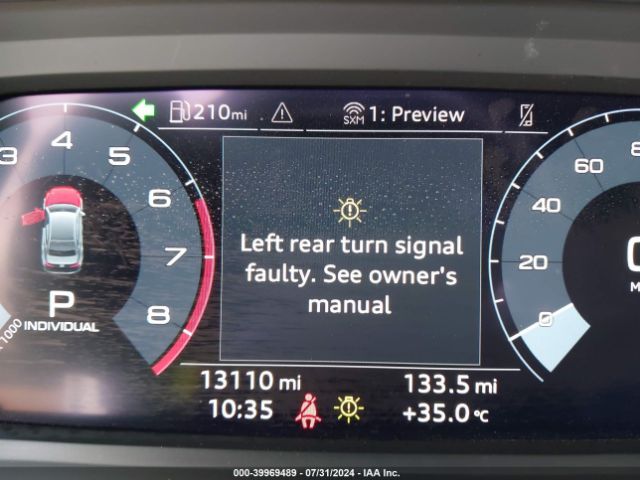 210mi
SXM 1: Preview
3 4 5 6 7 8
x 1000
P
INDIVIDUAL
Left rear turn signal
faulty. See owner's
manual
0 20 40 60
13110 mi 133.5 mi
10:35 +35.0 °C
000-39969489 - 07/31/2024 - IAA Inc.